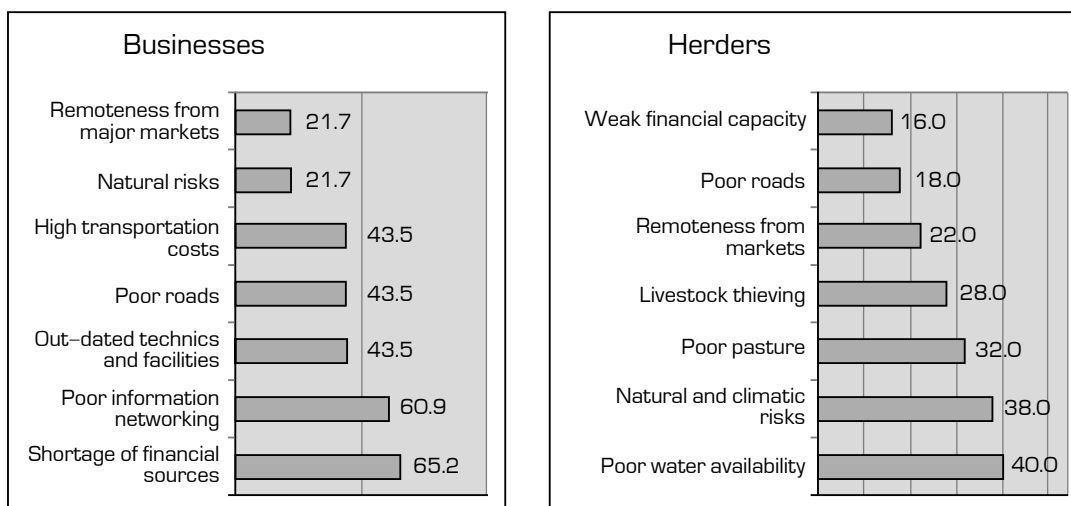 Businesses
Remoteness from
major markets
21.7
Natural risks
21.7
High transportation
costs
43.5
Poor roads
43.5
Out-dated technics
and facilities
43.5
Poor information
networking
60.9
Shortage of financial
sources
65.2
Herders
Weak financial capacity
16.0
Poor roads
18.0
Remoteness from
markets
22.0
Livestock thieving
28.0
Poor pasture
32.0
Natural and climatic
risks
38.0
Poor water availability
40.0